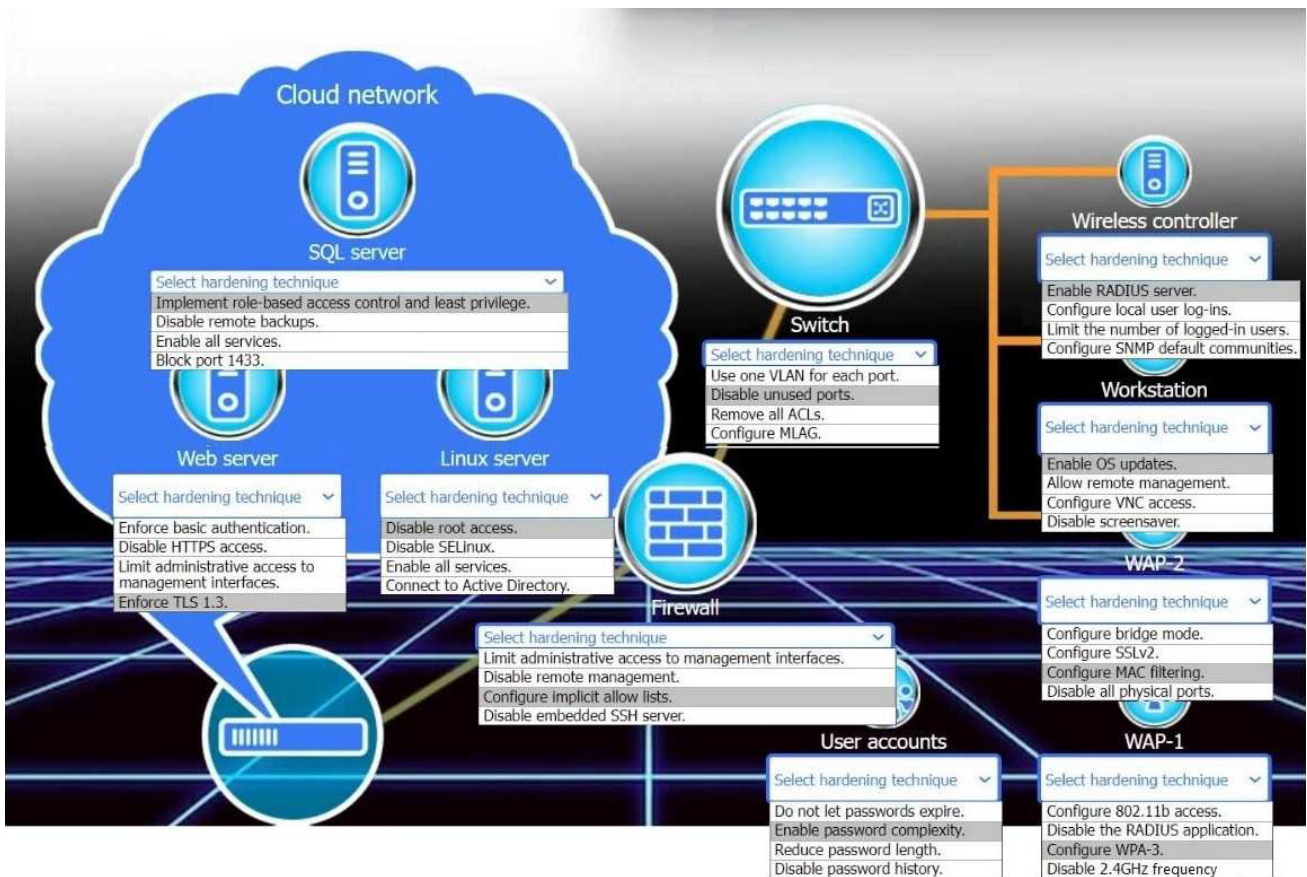 Cloud network
SQL server
Select hardening technique
Implement role-based access control and least privilege.
Disable remote backups.
Enable all services.
Block port 1433.
Web server
Select hardening technique
Enforce basic authentication.
Disable HTTPS access.
Limit administrative access to
management interfaces.
Enforce TLS 1.3.
Linux server
Select hardening technique
Disable root access.
Disable SELinux.
Enable all services.
Connect to Active Directory.
Switch
Select hardening technique
Use one VLAN for each port.
Disable unused ports.
Remove all ACLs.
Configure MLAG.
Firewall
Select hardening technique
Limit administrative access to management interfaces.
Disable remote management.
Configure implicit allow lists.
Disable embedded SSH server.
Wireless controller
Select hardening technique
Enable RADIUS server.
Configure local user log-ins.
Limit the number of logged-in users.
Configure SNMP default communities.
Workstation
Select hardening technique
Enable OS updates.
Allow remote management.
Configure VNC access.
Disable screensaver.
WAP-2
Select hardening technique
Configure bridge mode.
Configure SSLv2.
Configure MAC filtering.
Disable all physical ports.
User accounts
Select hardening technique
Do not let passwords expire.
Enable password complexity.
Reduce password length.
Disable password history.
WAP-1
Select hardening technique
Configure 802.11b access.
Disable the RADIUS application.
Configure WPA-3.
Disable 2.4GHz frequency